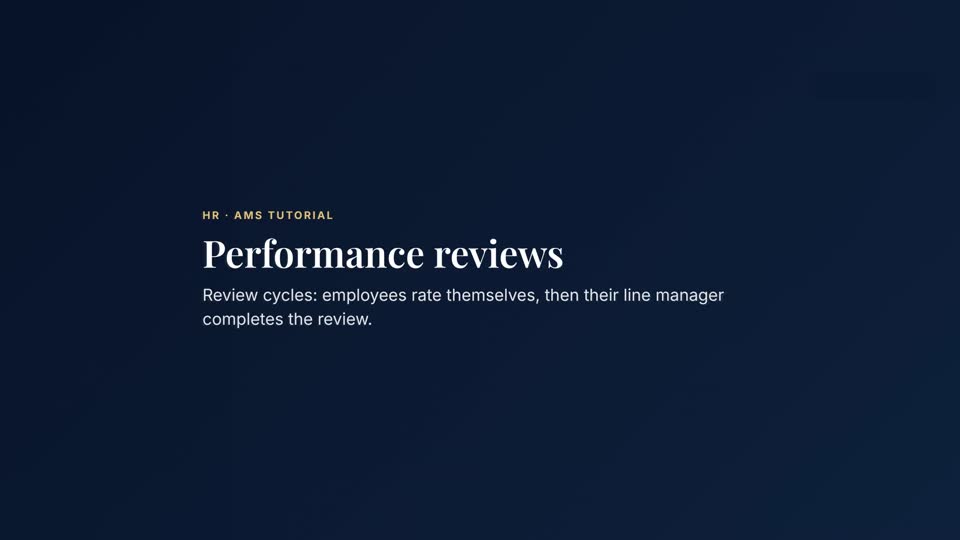 HR · AMS TUTORIAL
Performance reviews
Review cycles: employees rate themselves, then their line manager
completes the review.